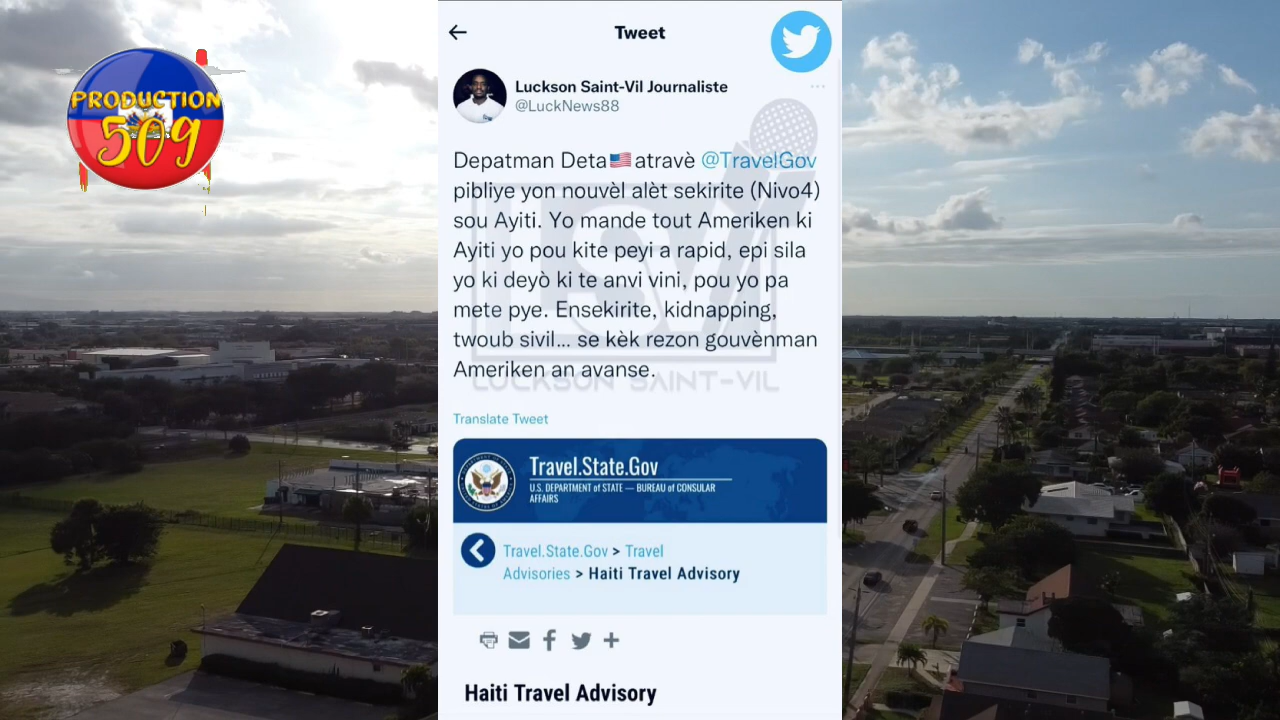 PRODUCTION
509
Tweet
Luckson Saint-Vil Journaliste
@LuckNews88
Depatman Deta🇺🇸atravè @TravelGov
pibliye yon nouvèl alèt sekirite (Nivo4)
sou Ayiti. Yo mande tout Ameriken ki
Ayiti yo pou kite peyi a rapid, epi sila
yo ki deyò ki te anvi vini, pou yo pa
mete pye. Ensekirite, kidnapping,
twoub sivil... se kèk rezon gouvènman
Ameriken an avanse.
LSVi
LUCKSON SAINT-VIL
Translate Tweet
Travel.State.Gov
U.S. DEPARTMENT of STATE — BUREAU of CONSULAR
AFFAIRS
Travel.State.Gov > Travel
Advisories > Haiti Travel Advisory
Haiti Travel Advisory